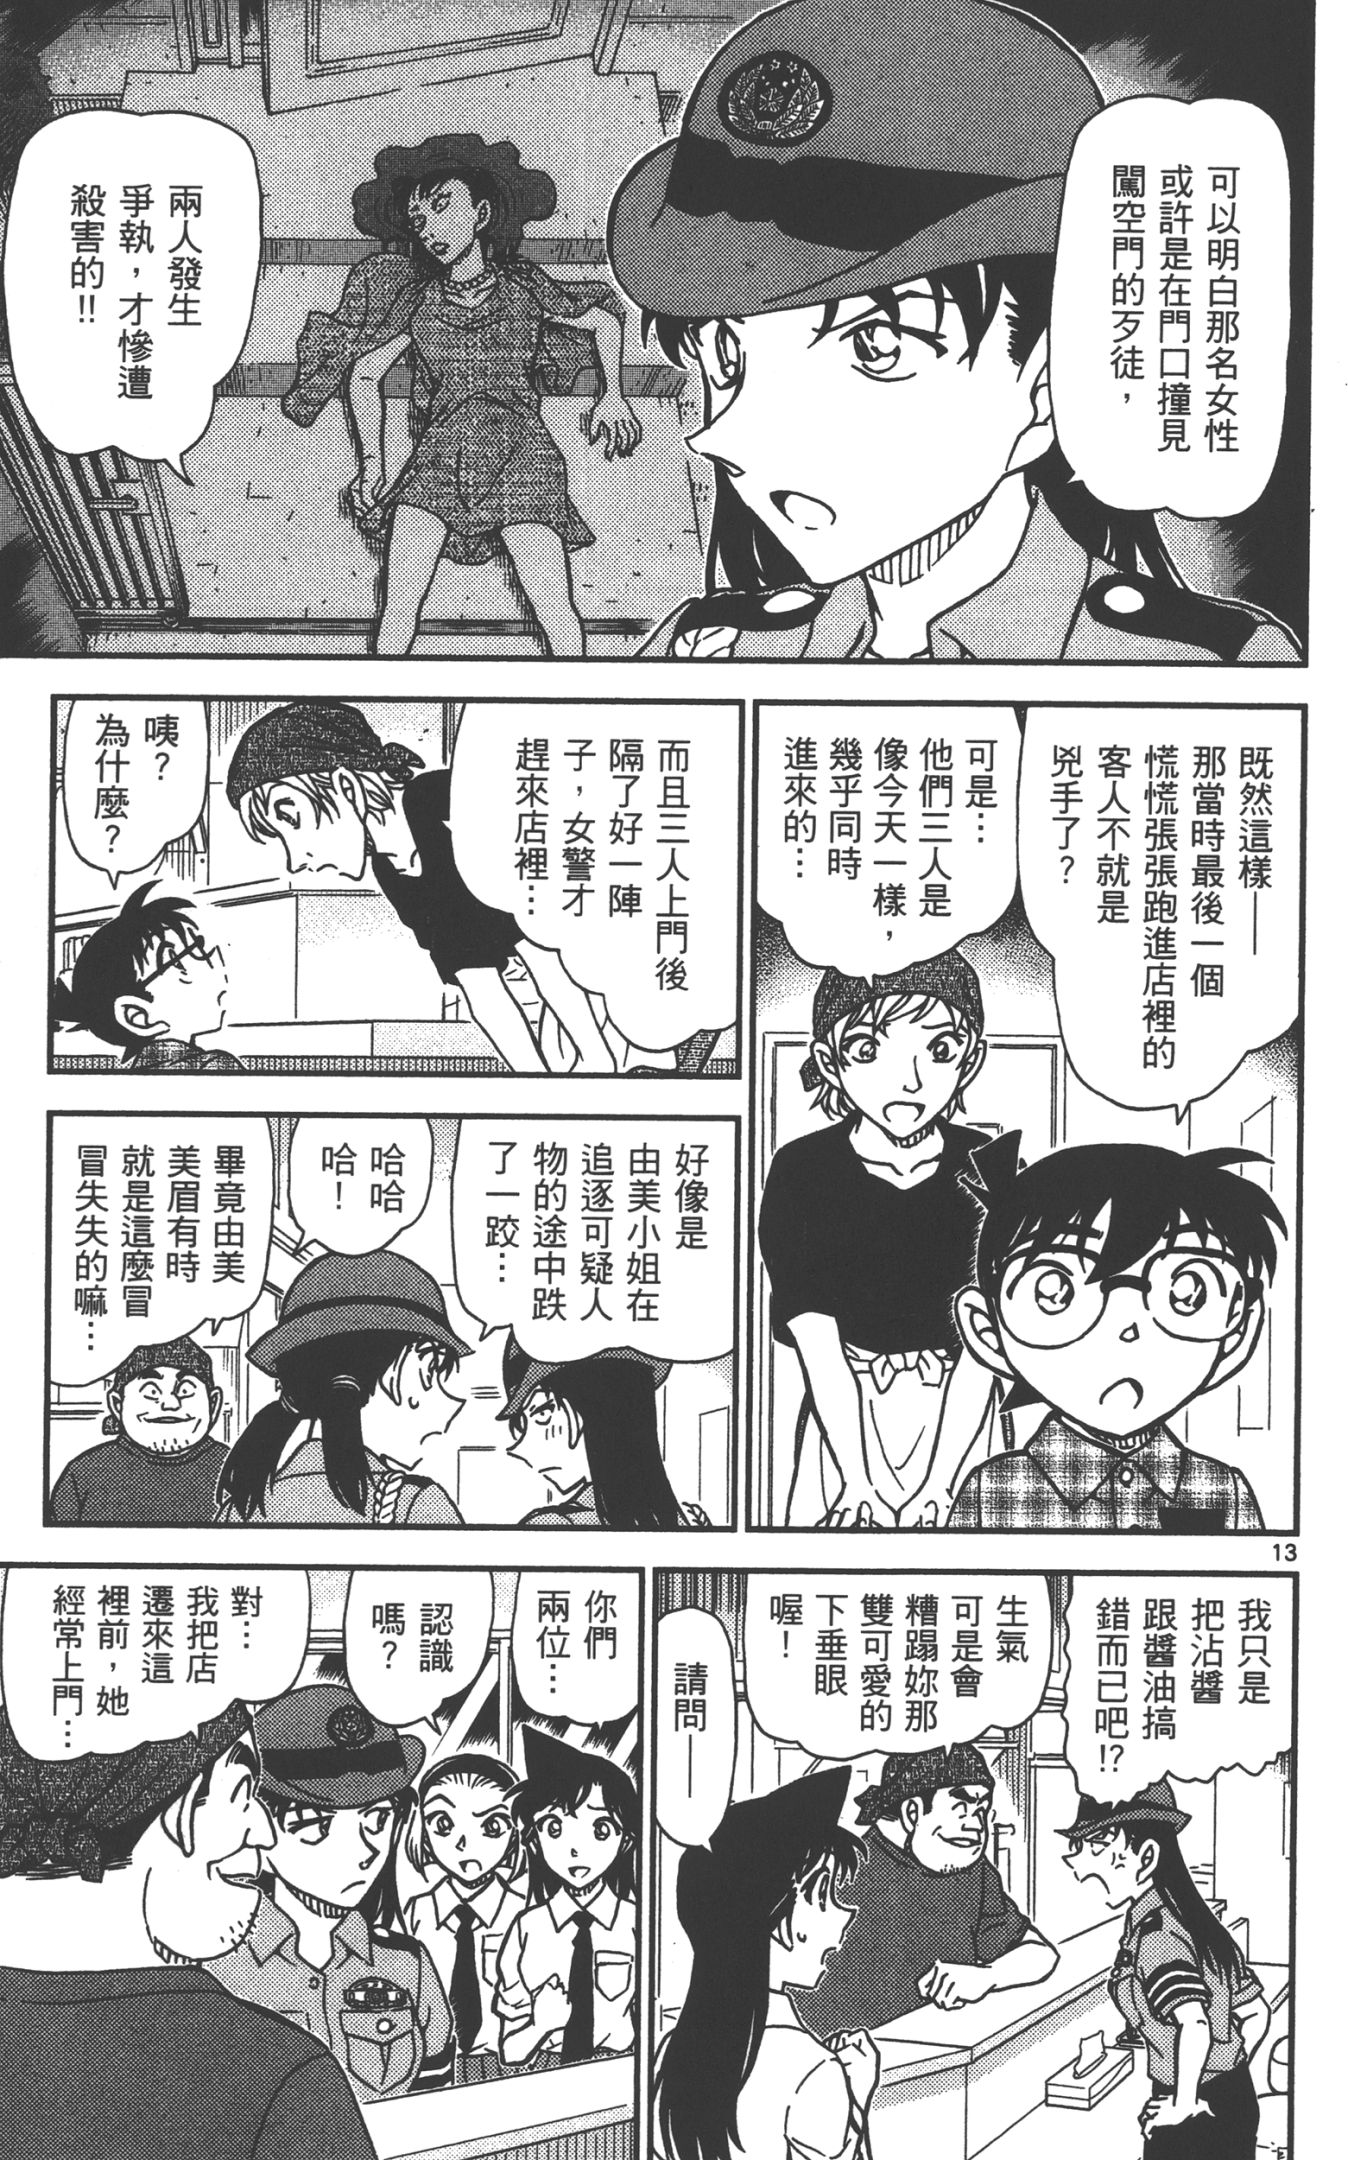 可以明白那名女性
或許是在門口撞見
闖空門的歹徒，
兩人發生
爭執，才慘遭
殺害的!!
既然這樣——
那當時最後一個
慌慌張張跑進店裡的
客人不就是
兇手了？
可是…
他們三人是
像今天一樣，
幾乎同時
進來的…
而且三人上門後
隔了好一陣
子，女警才
趕來店裡…
咦？
為什麼？
好像是
由美小姐在
追逐可疑人
物的途中跌
了一跤…
哈哈
哈！
畢竟由美
美眉有時
就是這麼冒
冒失失的嘛…
13
我只是
把沾醬
跟醬油搞
錯而已吧!?
生氣
可是會
糟蹋妳那
雙可愛的
下垂眼
喔！
請問——
你們
兩位…
認識
嗎？
對…
我把店
遷來這
裡前，她
經常上門…